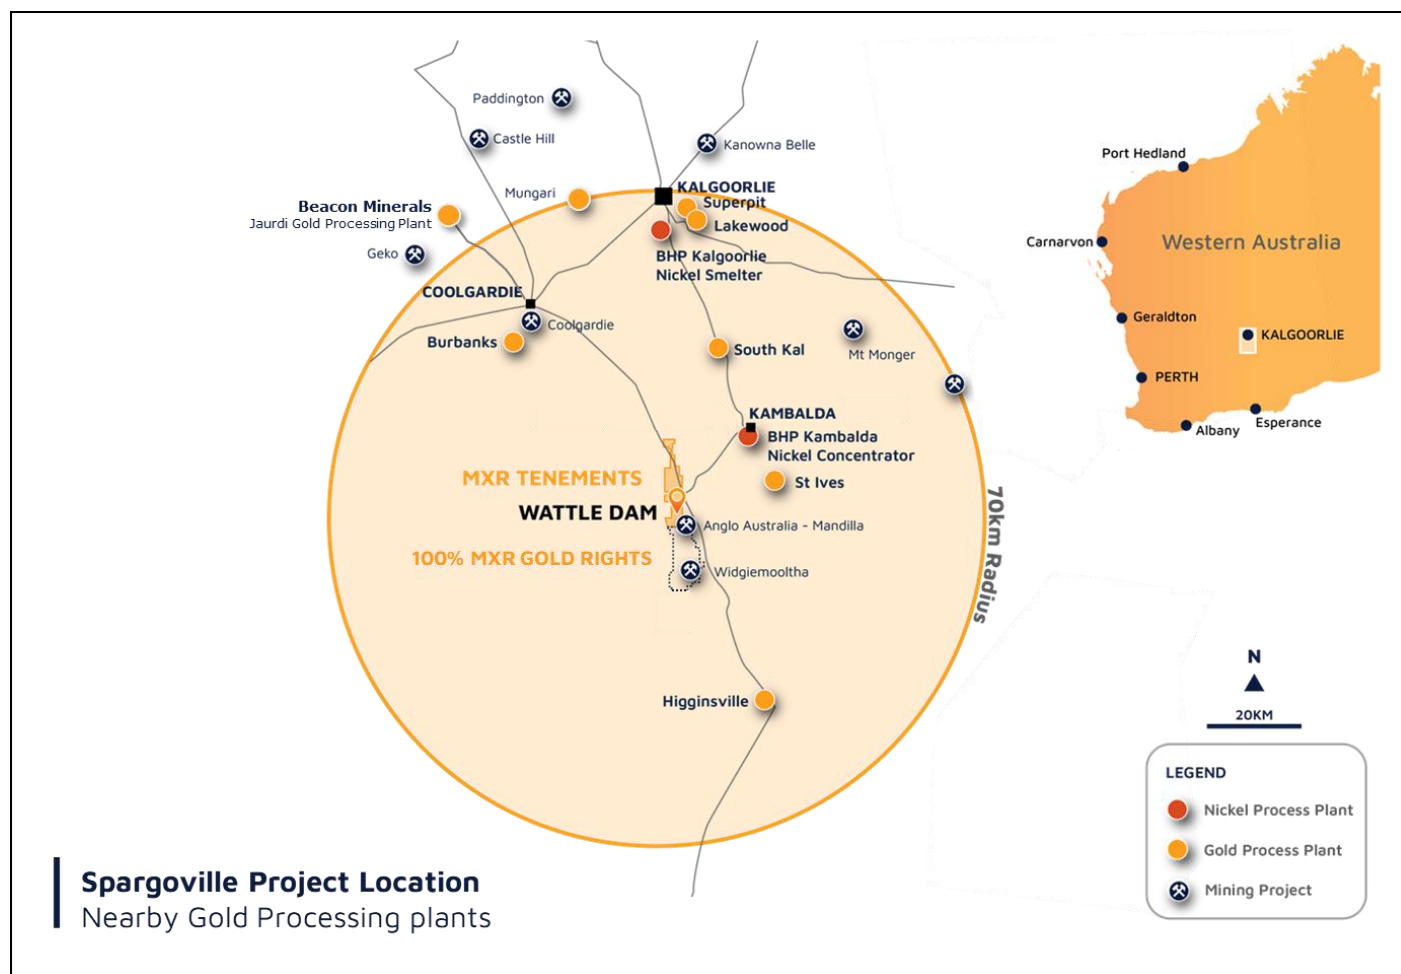 Paddington
Castle Hill
Kanowna Belle
Mungari
KALGOORLIE
Superpit
Lakewood
Beacon Minerals
Jaurdi Gold Processing Plant
Geko
BHP Kalgoorlie
Nickel Smelter
COOLGARDIE
Coolgardie
Burbanks
South Kal
Mt Monger
KAMBALDA
BHP Kambalda
Nickel Concentrator
MXR TENEMENTS
St Ives
WATTLE DAM
Anglo Australia - Mandilla
100% MXR GOLD RIGHTS
Widgiemooltha
70km Radius
Higginsville
Port Hedland
Carnarvon
Western Australia
Geraldton
KALGOORLIE
PERTH
Albany
Esperance
N
20KM
LEGEND
Nickel Process Plant
Gold Process Plant
Mining Project
Spargoville Project Location
Nearby Gold Processing plants